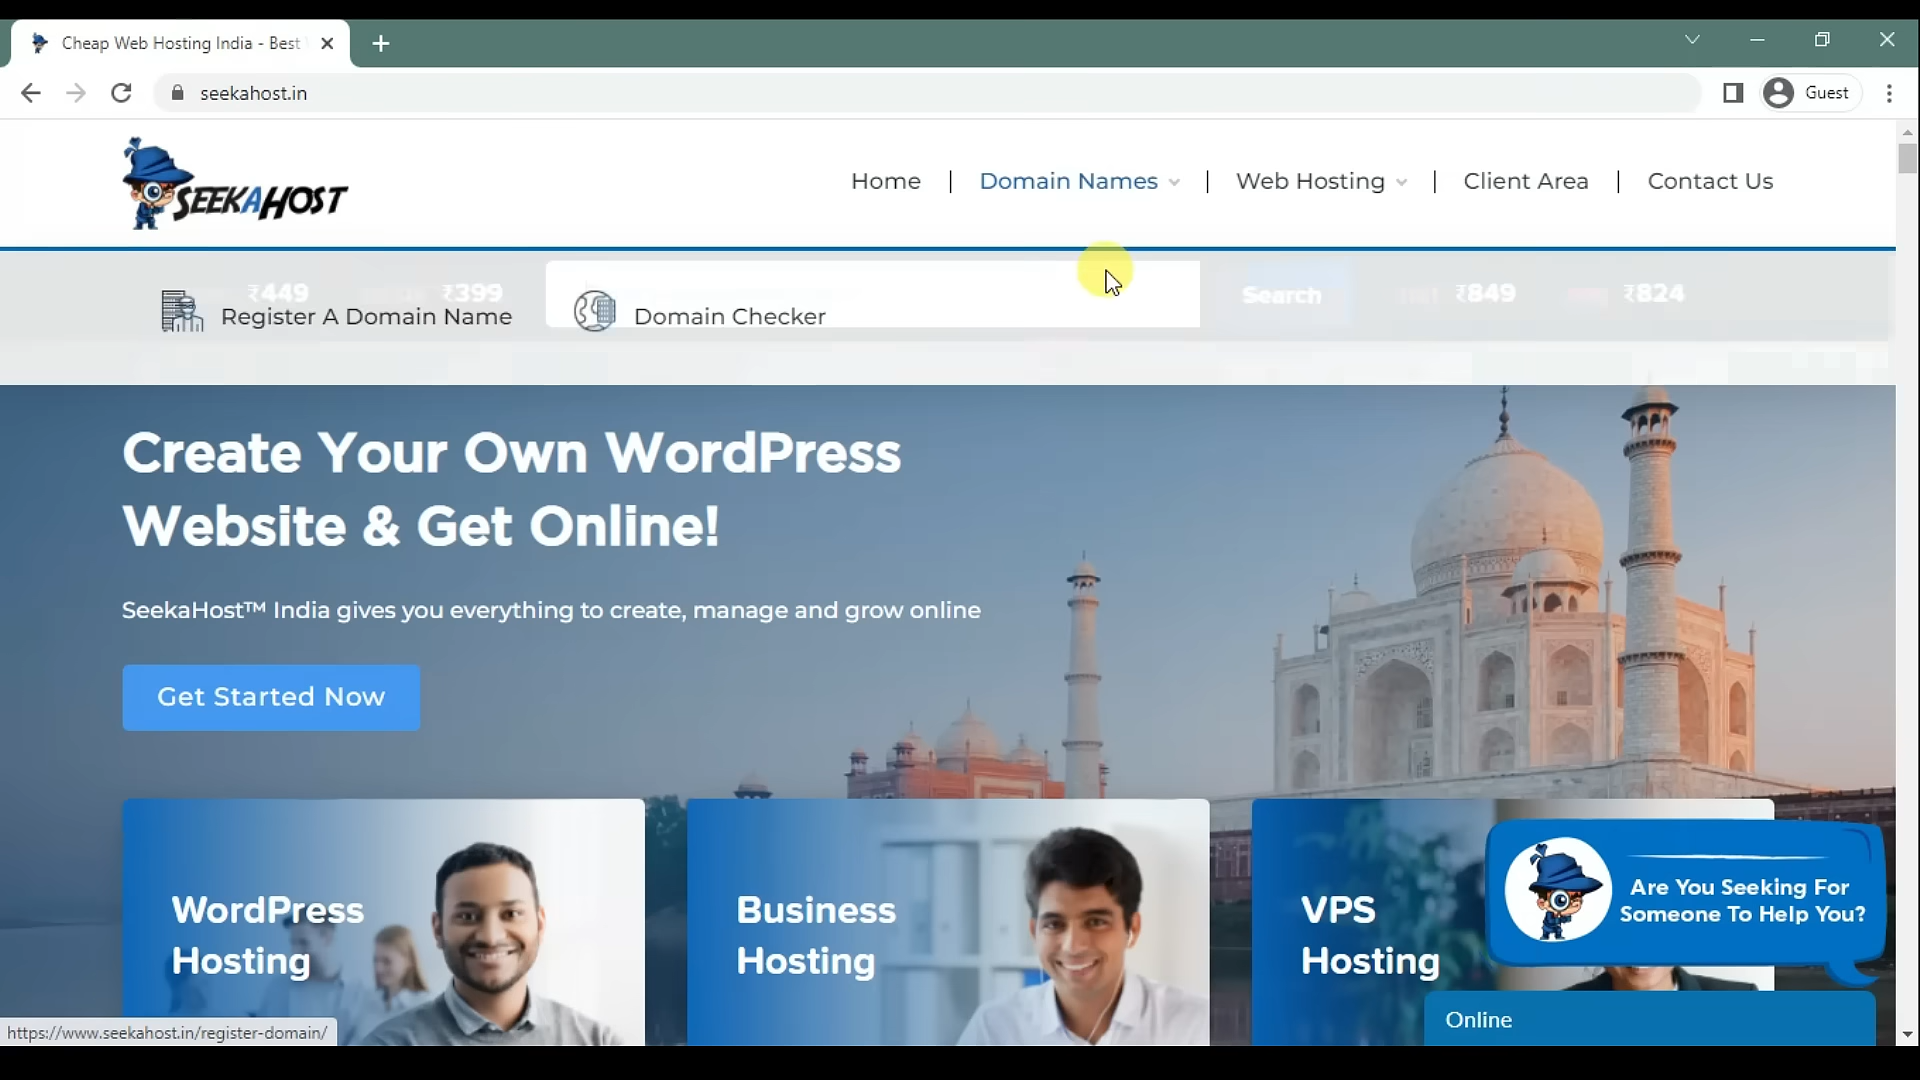 Cheap Web Hosting India - Best
seekahost.in
Guest
SEEKAHOST
Home
Domain Names
Web Hosting
Client Area
Contact Us
₹449
₹399
Search
₹849
₹824
Register A Domain Name
Domain Checker
Create Your Own WordPress
Website & Get Online!
SeekaHost™ India gives you everything to create, manage and grow online
Get Started Now
WordPress
Hosting
Business
Hosting
VPS
Hosting
Are You Seeking For
Someone To Help You?
Online
https://www.seekahost.in/register-domain/